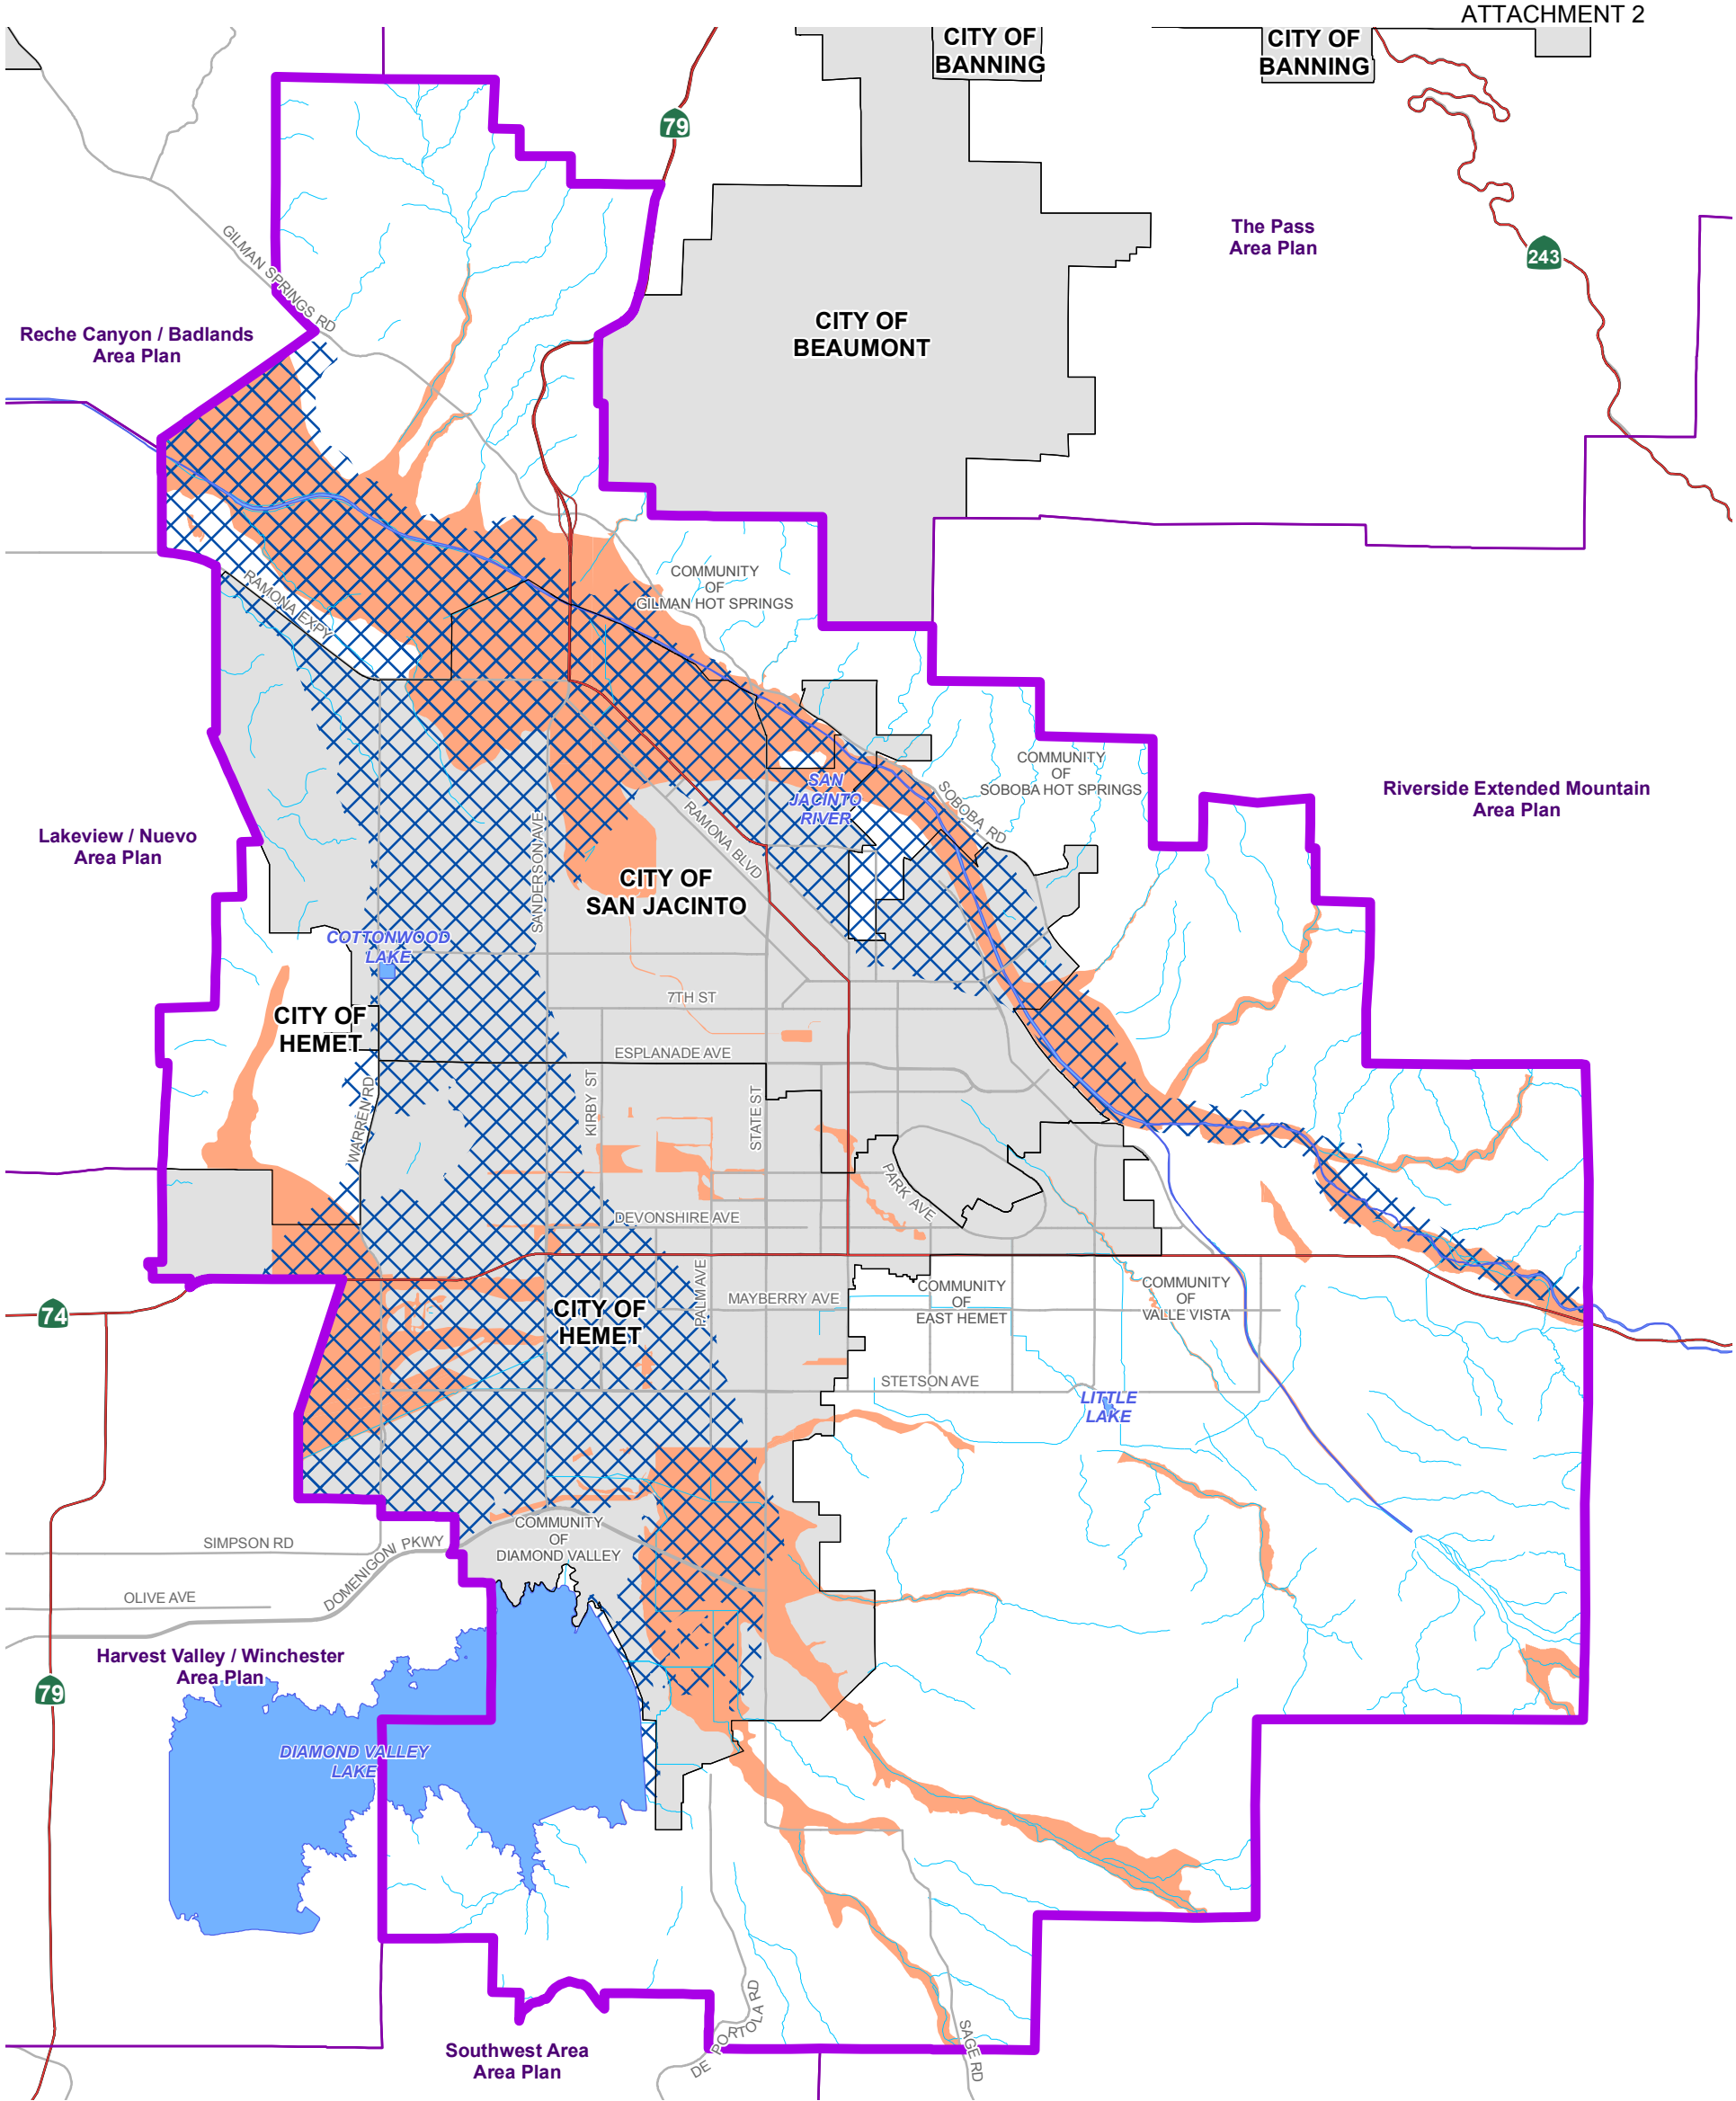 ATTACHMENT 2
CITY OF
BANNING
CITY OF
BANNING
79
The Pass
Area Plan
243
GILMAN SPRINGS RD
Reche Canyon / Badlands
Area Plan
CITY OF
BEAUMONT
COMMUNITY
OF
GILMAN HOT SPRINGS
RAMONA EXPY
COMMUNITY
OF
SOBOBA HOT SPRINGS
SAN
JACINTO
RIVER
SOBOBA RD
Riverside Extended Mountain
Area Plan
Lakeview / Nuevo
Area Plan
SANDERSON AVE
RAMONA BLVD
CITY OF
SAN JACINTO
COTTONWOOD
LAKE
7TH ST
CITY OF
HEMET
ESPLANADE AVE
WARREN RD
KIRBY ST
STATE ST
PARK AVE
DEVONSHIRE AVE
PALM AVE
MAYBERRY AVE
COMMUNITY
OF
EAST HEMET
COMMUNITY
OF
VALLE VISTA
74
CITY OF
HEMET
STETSON AVE
LITTLE
LAKE
SIMPSON RD
DOMENIGONI PKWY
COMMUNITY
OF
DIAMOND VALLEY
OLIVE AVE
Harvest Valley / Winchester
Area Plan
79
DIAMOND VALLEY
LAKE
DE PORTOLA RD
SAGE RD
Southwest Area
Area Plan